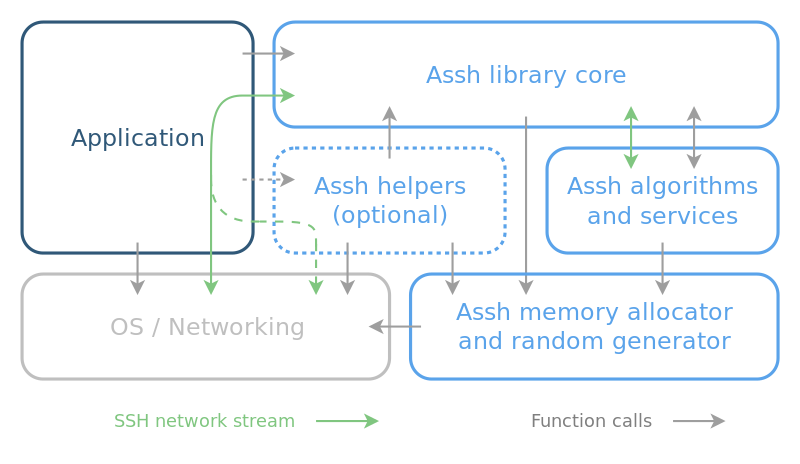 Assh library core
Application
Assh helpers
(optional)
Assh algorithms
and services
OS / Networking
Assh memory allocator
and random generator
SSH network stream
Function calls